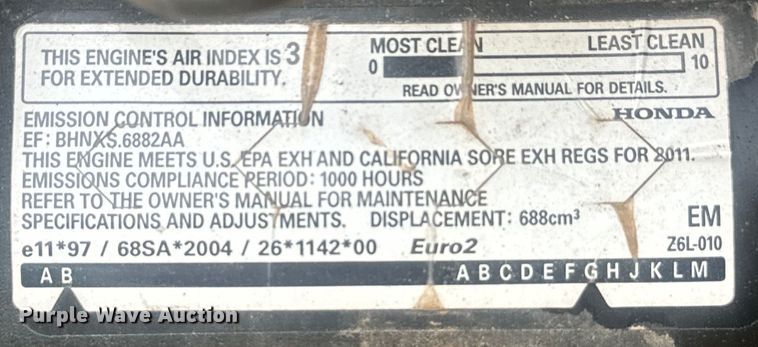 THIS ENGINE'S AIR INDEX IS 3
FOR EXTENDED DURABILITY.
MOST CLEAN LEAST CLEAN
0 10
READ OWNER'S MANUAL FOR DETAILS.
EMISSION CONTROL INFORMATION HONDA
EF: BHNXS.6882AA
THIS ENGINE MEETS U.S. EPA EXH AND CALIFORNIA SORE EXH REGS FOR 2011.
EMISSIONS COMPLIANCE PERIOD: 1000 HOURS
REFER TO THE OWNER'S MANUAL FOR MAINTENANCE
SPECIFICATIONS AND ADJUSTMENTS. DISPLACEMENT: 688cm³ EM
e11*97 / 68SA*2004 / 26*1142*00 Euro2 Z6L-010
A B A B C D E F G H J K L M
Purple Wave Auction